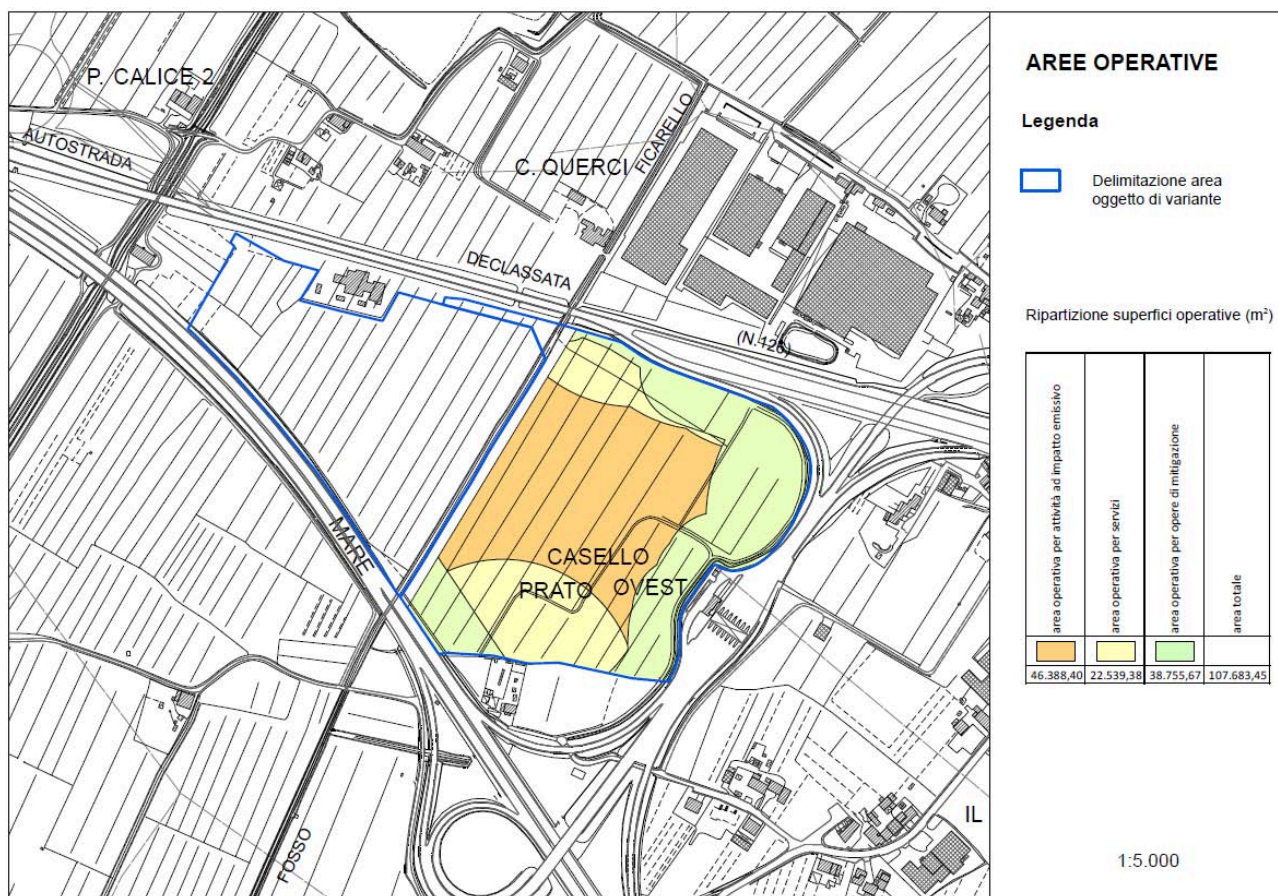 P. CALICE 2
AUTOSTRADA
C. QUERCI
FICARELLO
DECLASSATA
(N.126)
MARE
CASELLO
PRATO OVEST
FOSSO
IL
AREE OPERATIVE
Legenda
Delimitazione area
oggetto di variante
Ripartizione superfici operative (m²)
area operativa per attività ad impatto emissivo
area operativa per servizi
area operativa per opere di mitigazione
area totale
46.388,40 22.539,38 38.755,67 107.683,45
1:5.000